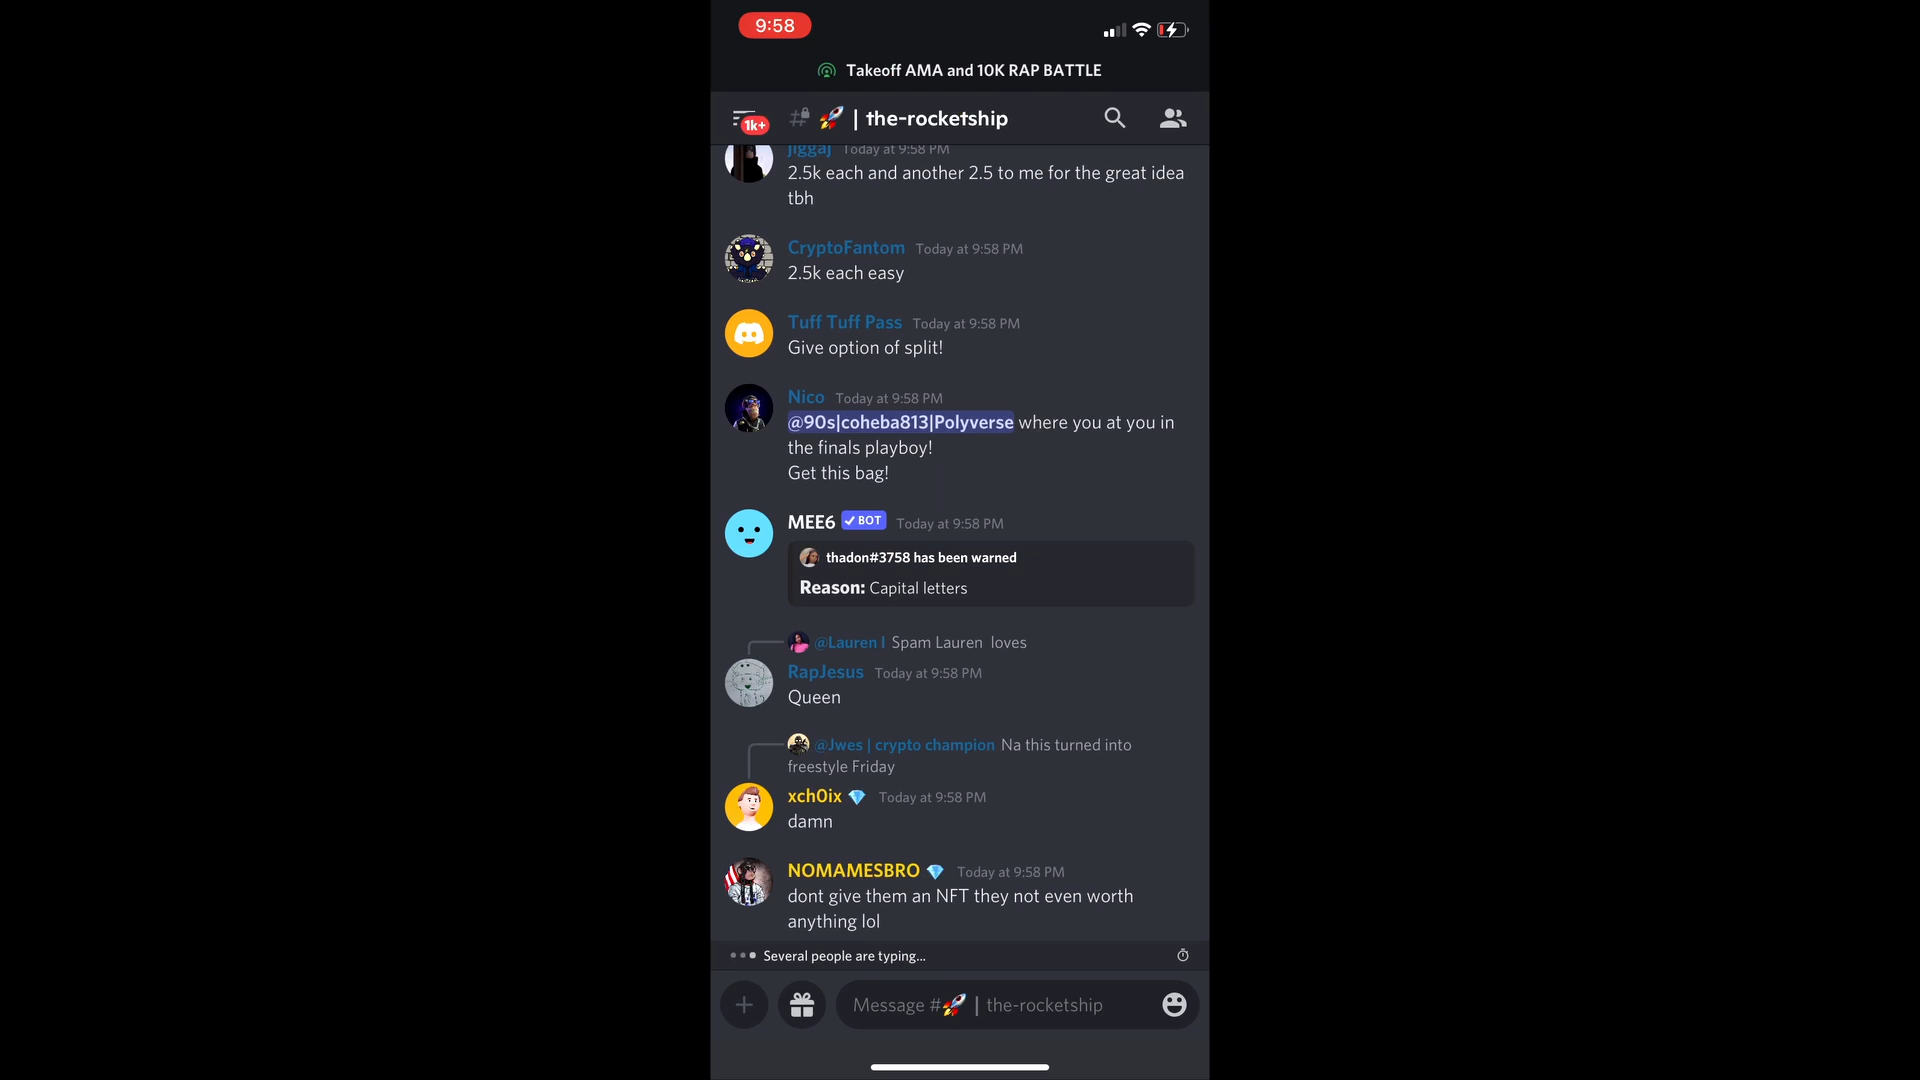 9:58
Takeoff AMA and 10K RAP BATTLE
1k+
# 🚀 | the-rocketship
jiggaj Today at 9:58 PM
2.5k each and another 2.5 to me for the great idea
tbh
CryptoFantom Today at 9:58 PM
2.5k each easy
Tuff Tuff Pass Today at 9:58 PM
Give option of split!
Nico Today at 9:58 PM
@90s|coheba813|Polyverse where you at you in
the finals playboy!
Get this bag!
MEE6 ✓ BOT Today at 9:58 PM
thadon#3758 has been warned
Reason: Capital letters
@Lauren I Spam Lauren loves
RapJesus Today at 9:58 PM
Queen
@Jwes | crypto champion Na this turned into
freestyle Friday
xch0ix 💎 Today at 9:58 PM
damn
NOMAMESBRO 💎 Today at 9:58 PM
dont give them an NFT they not even worth
anything lol
Several people are typing...
Message #🚀 | the-rocketship